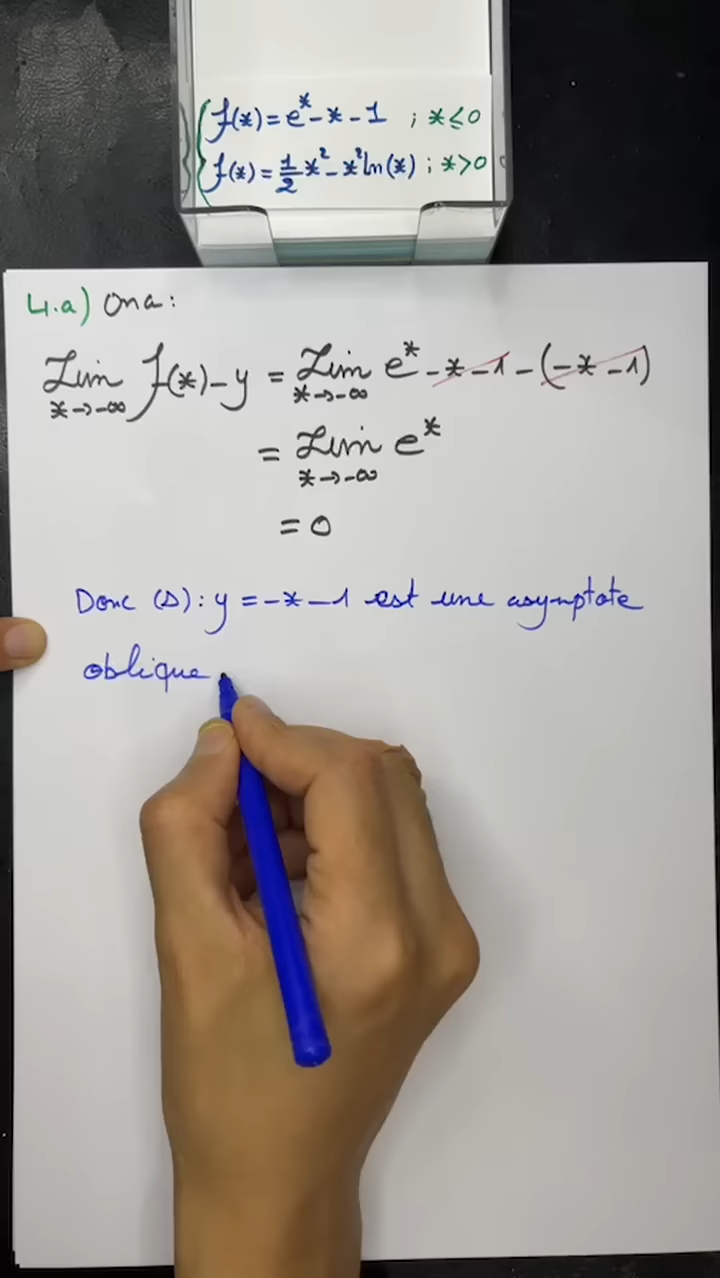 f(x) = e^x - x - 1 ; x ≤ 0
f(x) = 1/2 x² - x² ln(x) ; x > 0
4.a) On a :
Lim x→-∞ f(x) - y = Lim x→-∞ e^x - x - 1 - (-x - 1)
= Lim x→-∞ e^x
= 0
Donc (Δ) : y = -x - 1 est une asymptote
oblique